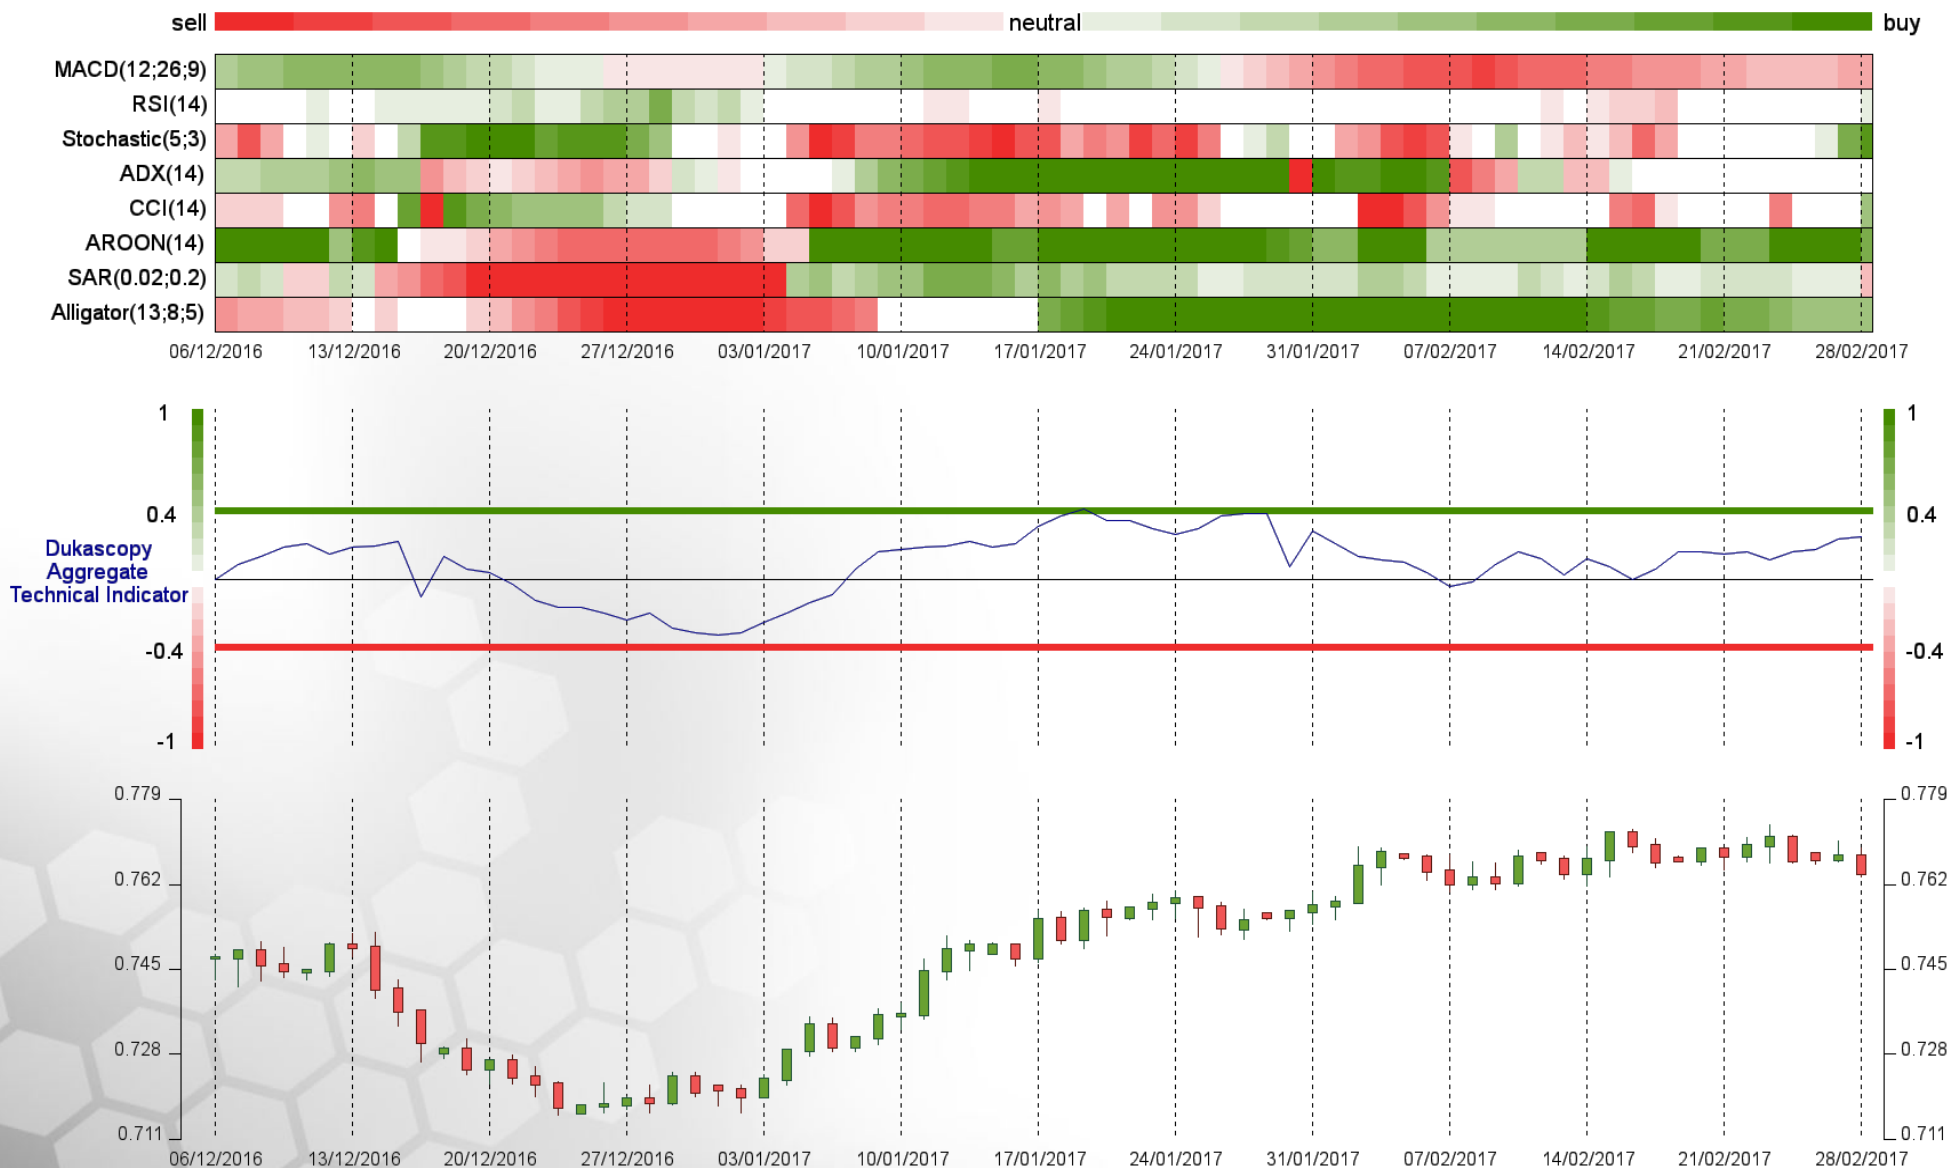 sell neutral buy
MACD(12;26;9)
RSI(14)
Stochastic(5;3)
ADX(14)
CCI(14)
AROON(14)
SAR(0.02;0.2)
Alligator(13;8;5)
06/12/2016 13/12/2016 20/12/2016 27/12/2016 03/01/2017 10/01/2017 17/01/2017 24/01/2017 31/01/2017 07/02/2017 14/02/2017 21/02/2017 28/02/2017
1 1
0.4 0.4
Dukascopy
Aggregate
Technical Indicator
-0.4 -0.4
-1 -1
0.779 0.779
0.762 0.762
0.745 0.745
0.728 0.728
0.711 0.711
06/12/2016 13/12/2016 20/12/2016 27/12/2016 03/01/2017 10/01/2017 17/01/2017 24/01/2017 31/01/2017 07/02/2017 14/02/2017 21/02/2017 28/02/2017